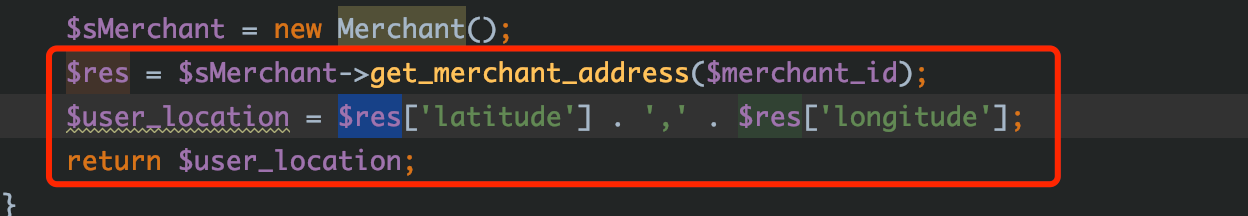 $sMerchant = new Merchant();
$res = $sMerchant->get_merchant_address($merchant_id);
$user_location = $res['latitude'] . ',' . $res['longitude'];
return $user_location;
}